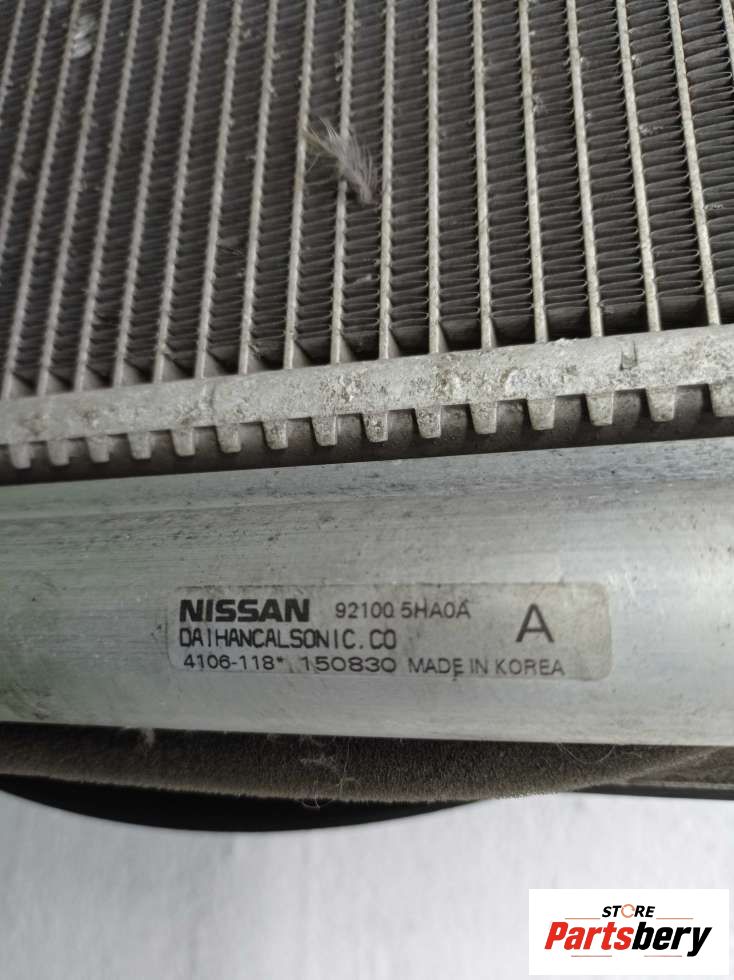 NISSAN 92100 5HA0A
A
DAIHANCALSONIC.CO
4106-118* 150830 MADE IN KOREA
STORE
Partsbery